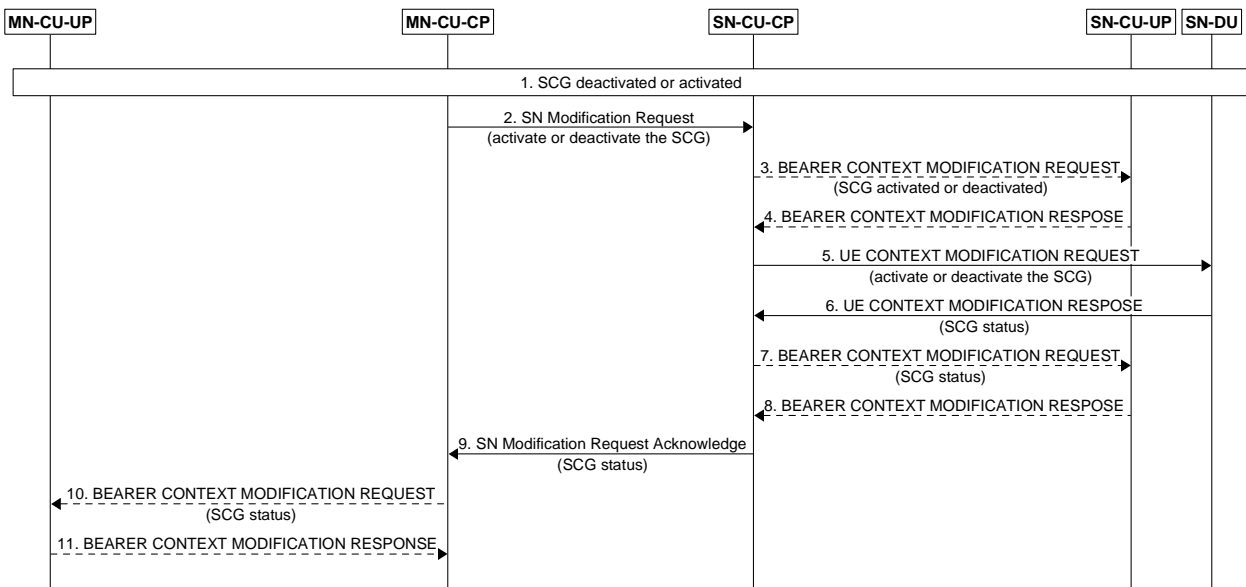 MN-CU-UP MN-CU-CP SN-CU-CP SN-CU-UP SN-DU
1. SCG deactivated or activated
2. SN Modification Request
(activate or deactivate the SCG)
3. BEARER CONTEXT MODIFICATION REQUEST
(SCG activated or deactivated)
4. BEARER CONTEXT MODIFICATION RESPOSE
5. UE CONTEXT MODIFICATION REQUEST
(activate or deactivate the SCG)
6. UE CONTEXT MODIFICATION RESPOSE
(SCG status)
7. BEARER CONTEXT MODIFICATION REQUEST
(SCG status)
8. BEARER CONTEXT MODIFICATION RESPOSE
9. SN Modification Request Acknowledge
(SCG status)
10. BEARER CONTEXT MODIFICATION REQUEST
(SCG status)
11. BEARER CONTEXT MODIFICATION RESPONSE